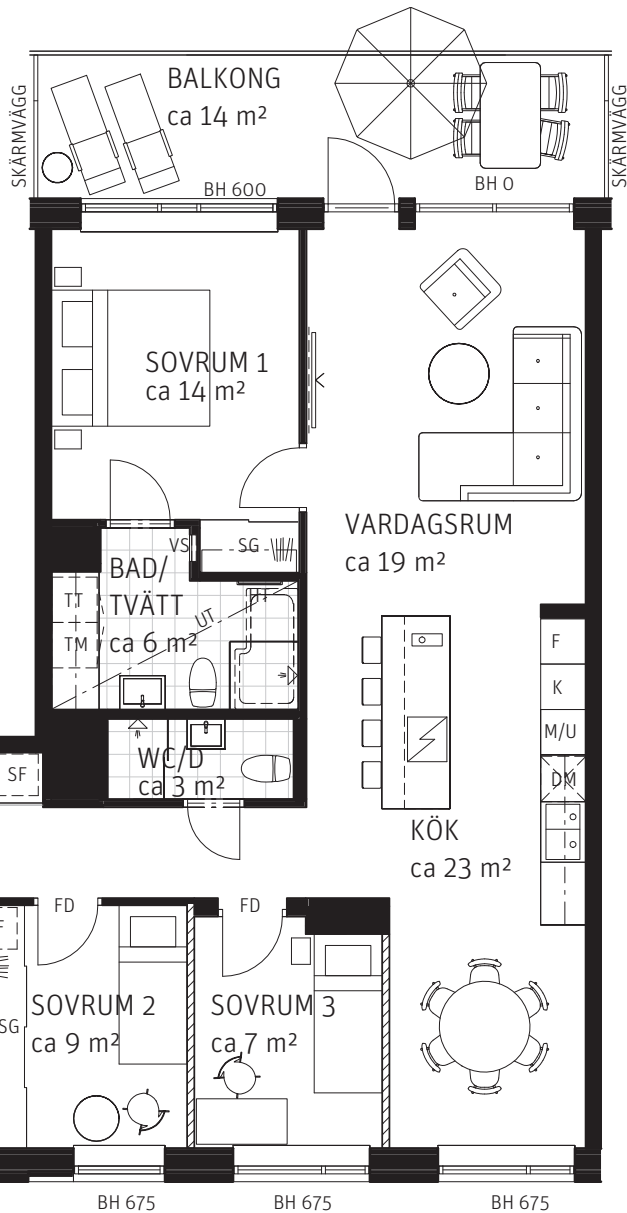 BALKONG
ca 14 m²
SKÄRMVÄGG
SKÄRMVÄGG
BH 600
BH 0
SOVRUM 1
ca 14 m²
VARDAGSRUM
ca 19 m²
VS
SG
BAD/
TVÄTT
ca 6 m²
TT
TM
UT
HT
F
K
M/U
DM
SF
WC/D
ca 3 m²
KÖK
ca 23 m²
FD
FD
F
SG
SOVRUM 2
ca 9 m²
SOVRUM 3
ca 7 m²
BH 675
BH 675
BH 675